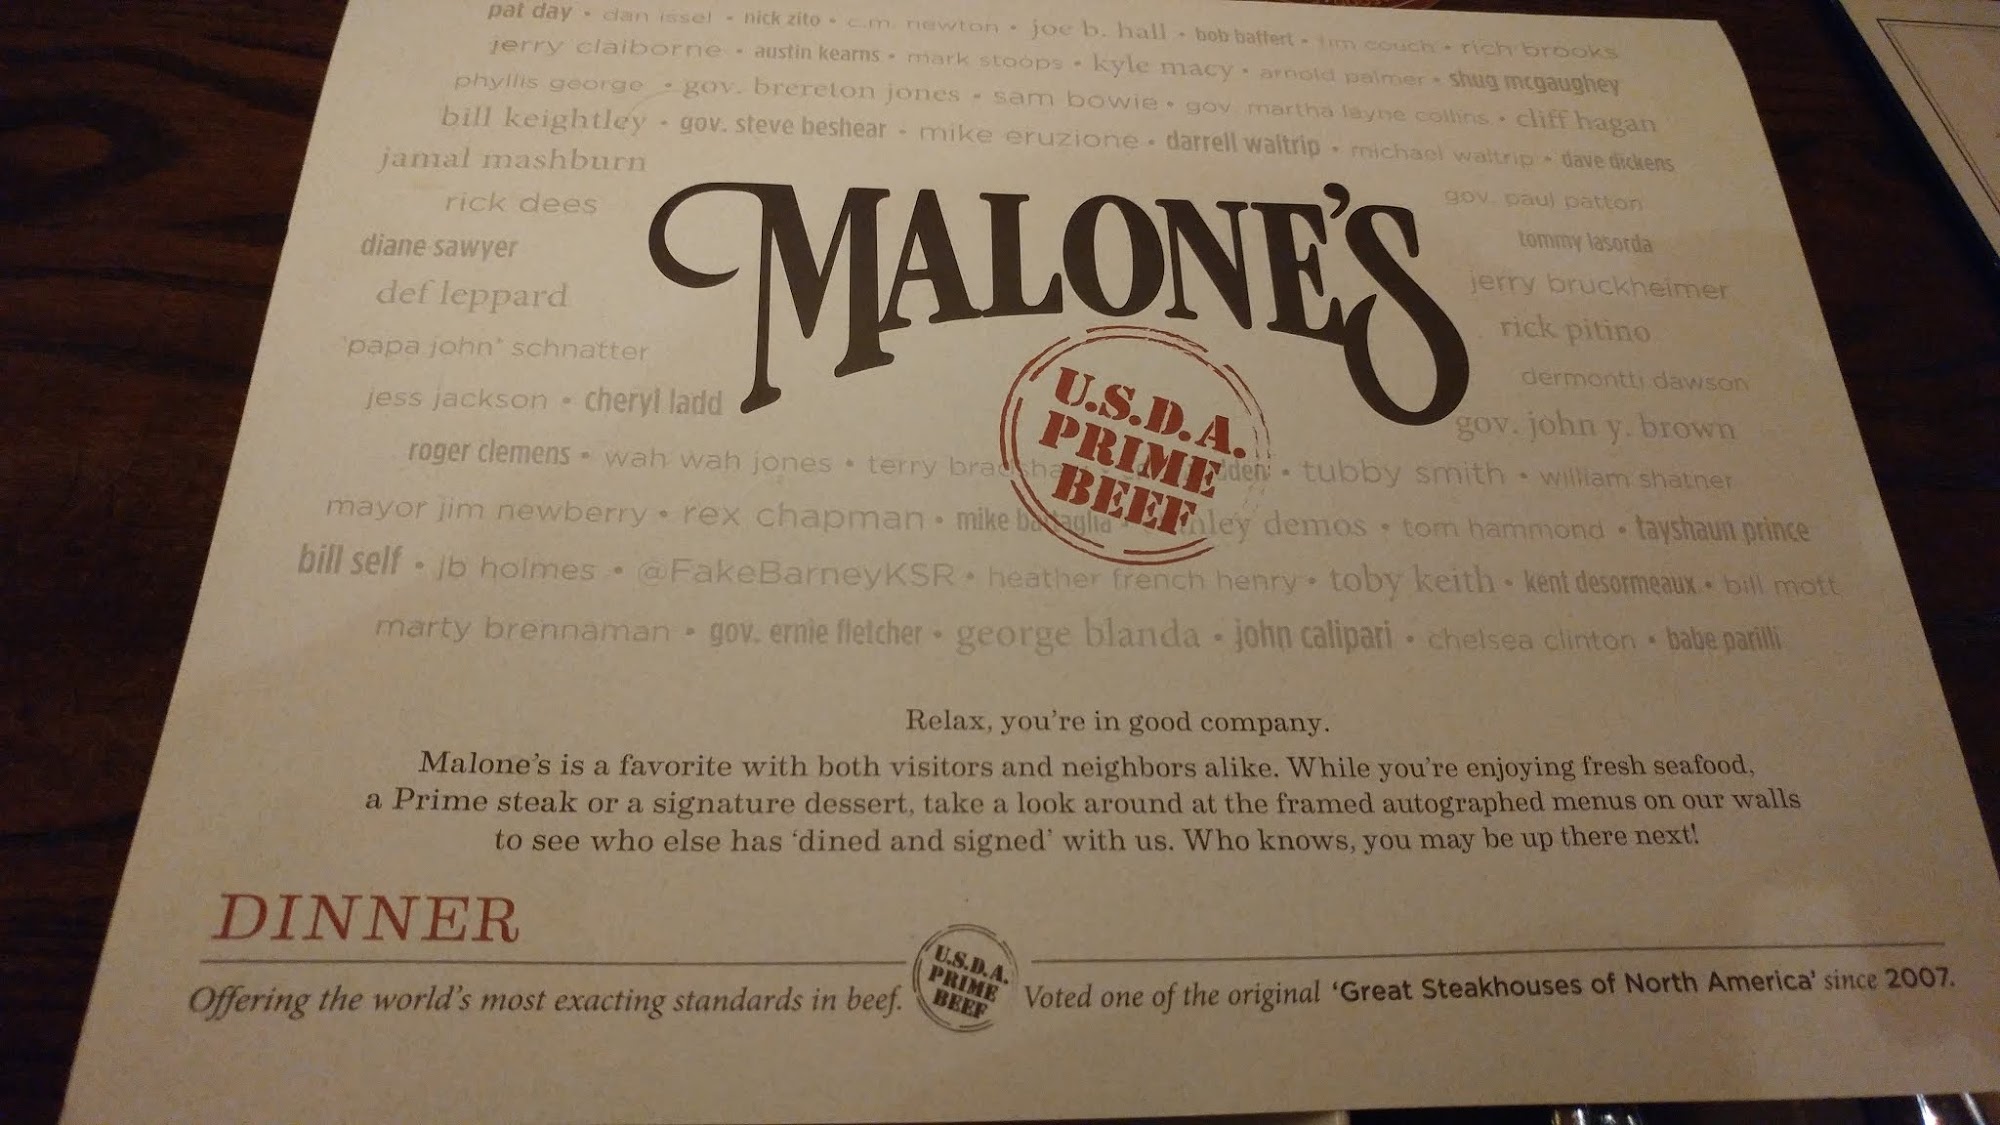 pat day • dan issel • nick zito • c.m. newton • joe b. hall • bob baffert • tim couch • rich brooks
jerry claiborne • austin kearns • mark stoops • kyle macy • arnold palmer • shug mcgaughey
phyllis george • gov. brereton jones • sam bowie • gov. martha layne collins • cliff hagan
bill keightley • gov. steve beshear • mike eruzione • darrell waltrip • michael waltrip • dave dickens
jamal mashburn
gov. paul patton
rick dees
tommy lasorda
diane sawyer
jerry bruckheimer
def leppard
rick pitino
'papa john' schnatter
dermontti dawson
jess jackson • cheryl ladd
gov. john y. brown
MALONE'S
U.S.D.A.
PRIME
BEEF
roger clemens • wah wah jones • terry bradsha • tubby smith • william shatner
mayor jim newberry • rex chapman • mike battaglia • demos • tom hammond • tayshaun prince
bill self • jb holmes • @FakeBarneyKSR • heather french henry • toby keith • kent desormeaux • bill mott
marty brennaman • gov. ernie fletcher • george blanda • john calipari • chelsea clinton • babe parilli
Relax, you're in good company.
Malone's is a favorite with both visitors and neighbors alike. While you're enjoying fresh seafood,
a Prime steak or a signature dessert, take a look around at the framed autographed menus on our walls
to see who else has 'dined and signed' with us. Who knows, you may be up there next!
DINNER
Offering the world's most exacting standards in beef.
U.S.D.A.
PRIME
BEEF
Voted one of the original 'Great Steakhouses of North America' since 2007.